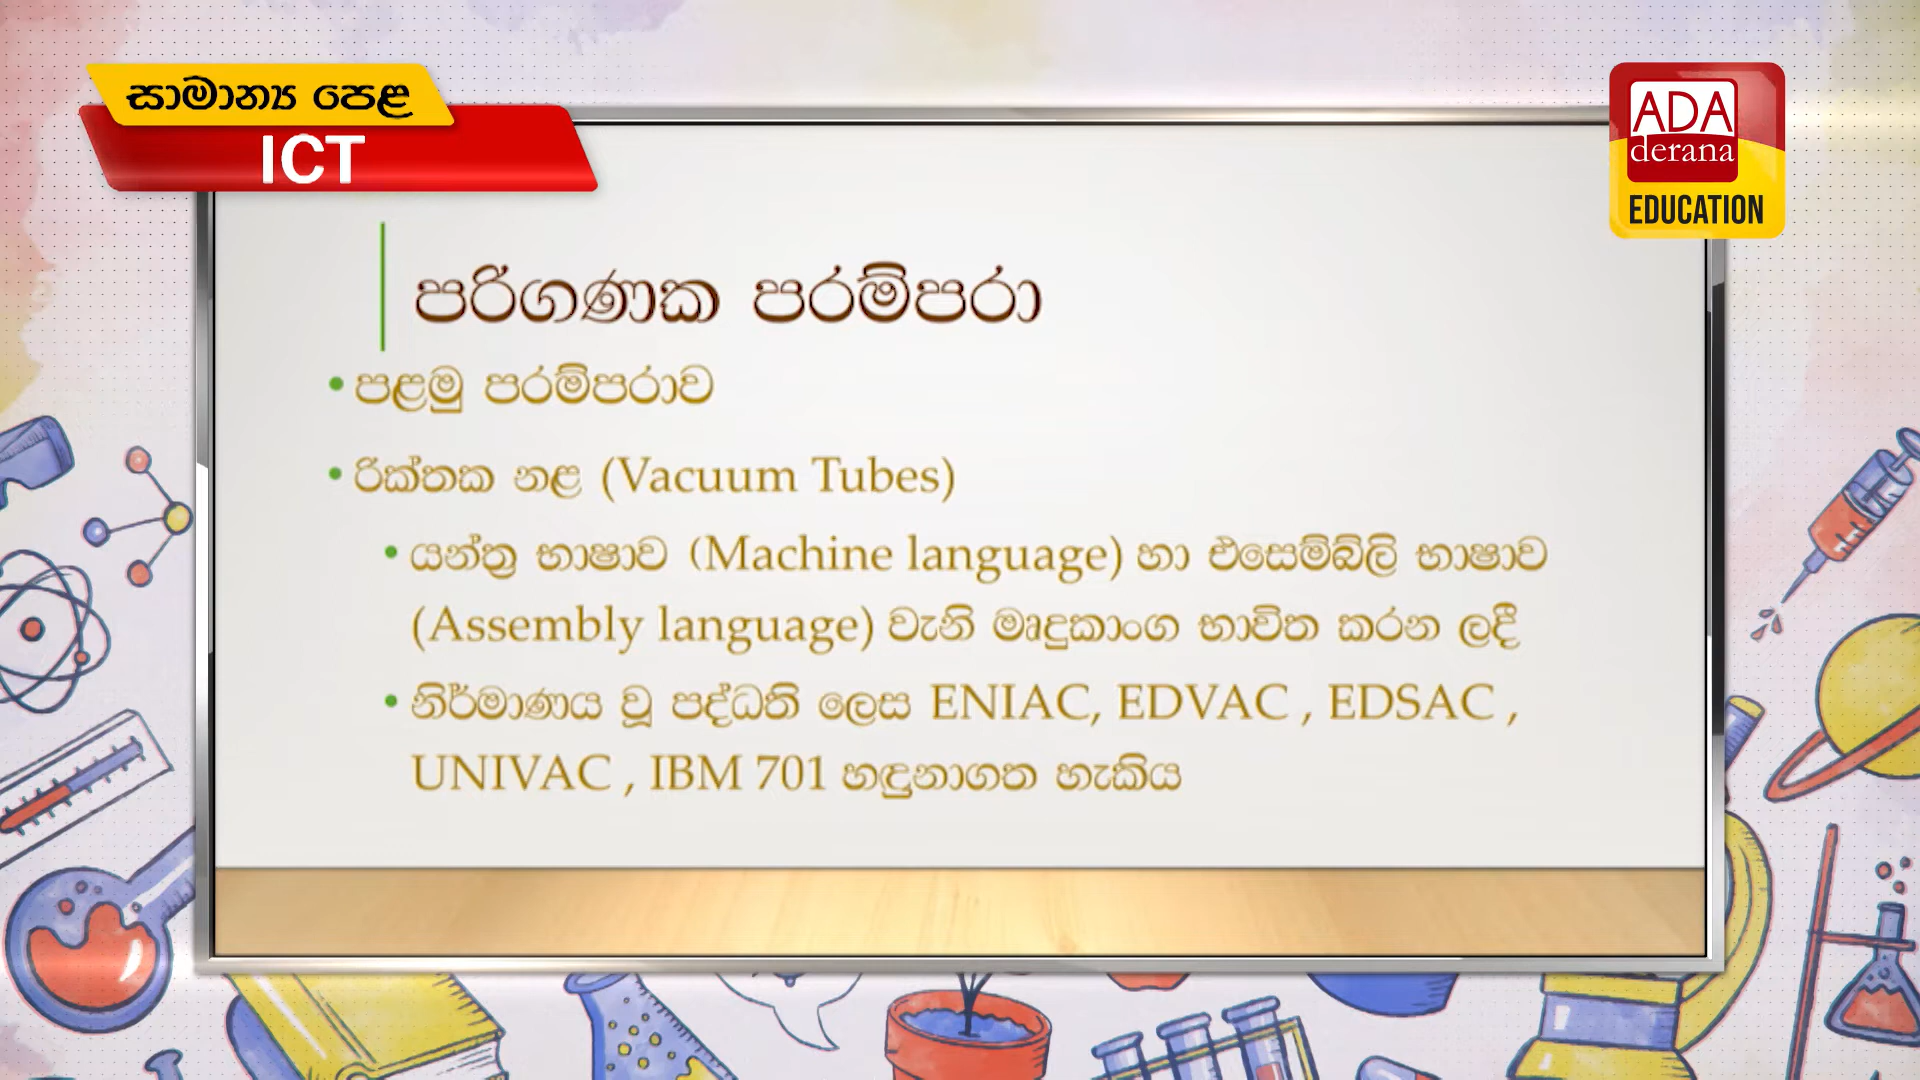 සාමාන්‍ය පෙළ
ICT
ADA
derana
EDUCATION
පරිගණක පරම්පරා
• පළමු පරම්පරාව
• රික්තක නළ (Vacuum Tubes)
• යන්ත්‍ර භාෂාව (Machine language) හා එසෙම්බ්ලි භාෂාව
(Assembly language) වැනි මෘදුකාංග භාවිත කරන ලදී
• නිර්මාණය වූ පද්ධති ලෙස ENIAC, EDVAC , EDSAC ,
UNIVAC , IBM 701 හඳුනාගත හැකිය